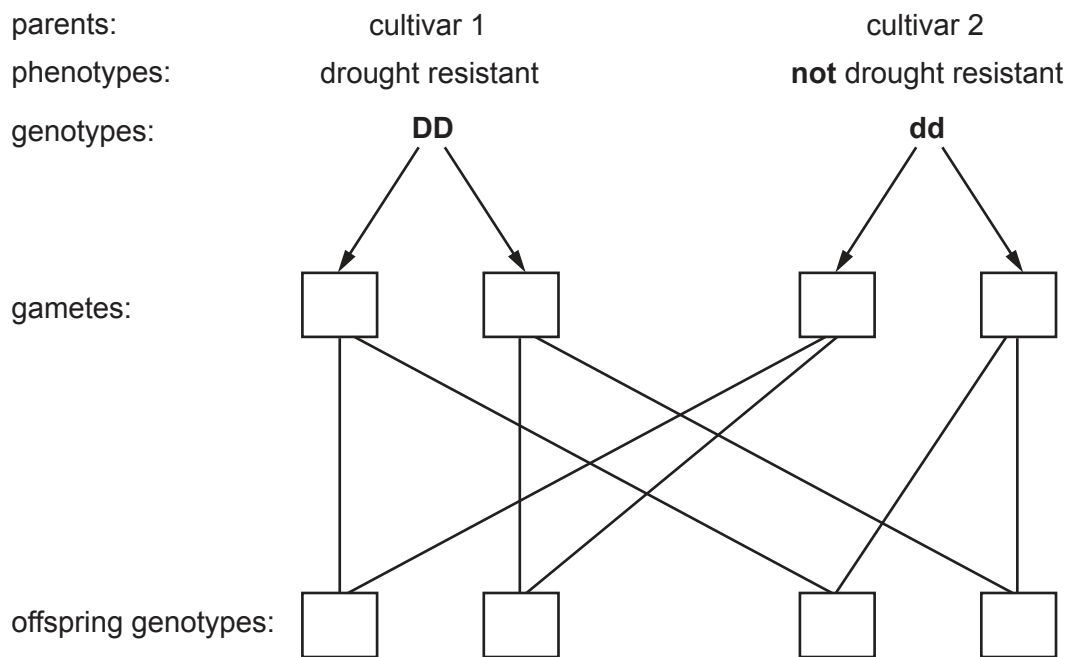 parents: cultivar 1 cultivar 2
phenotypes: drought resistant not drought resistant
genotypes: DD dd
gametes:
offspring genotypes: